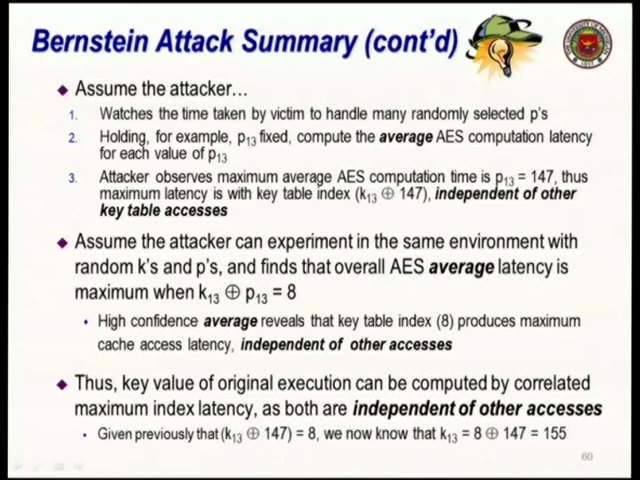 Bernstein Attack Summary (cont'd)
Assume the attacker…
1. Watches the time taken by victim to handle many randomly selected p's
2. Holding, for example, p13 fixed, compute the average AES computation latency
for each value of p13
3. Attacker observes maximum average AES computation time is p13 = 147, thus
maximum latency is with key table index (k13 ⊕ 147), independent of other
key table accesses
Assume the attacker can experiment in the same environment with
random k's and p's, and finds that overall AES average latency is
maximum when k13 ⊕ p13 = 8
High confidence average reveals that key table index (8) produces maximum
cache access latency, independent of other accesses
Thus, key value of original execution can be computed by correlated
maximum index latency, as both are independent of other accesses
Given previously that (k13 ⊕ 147) = 8, we now know that k13 = 8 ⊕ 147 = 155
60